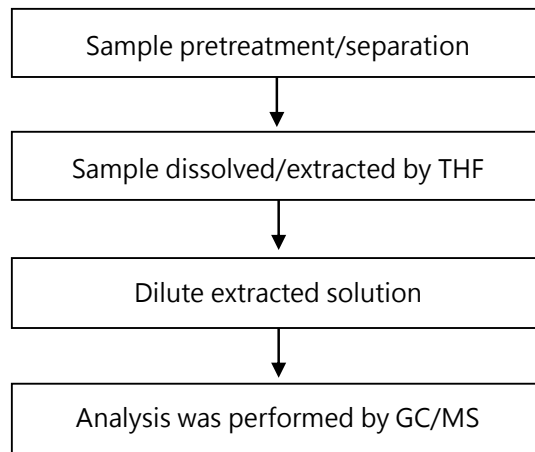 Sample pretreatment/separation
Sample dissolved/extracted by THF
Dilute extracted solution
Analysis was performed by GC/MS